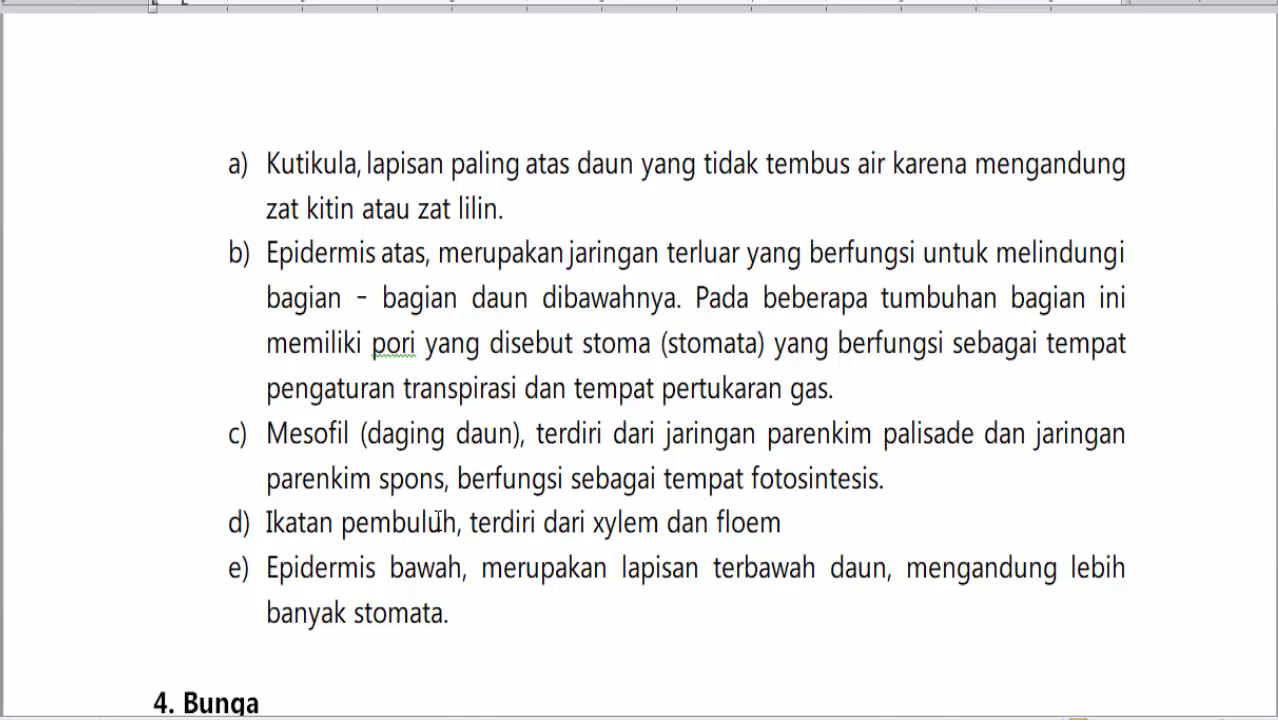 a) Kutikula, lapisan paling atas daun yang tidak tembus air karena mengandung
zat kitin atau zat lilin.
b) Epidermis atas, merupakan jaringan terluar yang berfungsi untuk melindungi
bagian - bagian daun dibawahnya. Pada beberapa tumbuhan bagian ini
memiliki pori yang disebut stoma (stomata) yang berfungsi sebagai tempat
pengaturan transpirasi dan tempat pertukaran gas.
c) Mesofil (daging daun), terdiri dari jaringan parenkim palisade dan jaringan
parenkim spons, berfungsi sebagai tempat fotosintesis.
d) Ikatan pembuluh, terdiri dari xylem dan floem
e) Epidermis bawah, merupakan lapisan terbawah daun, mengandung lebih
banyak stomata.
4. Bunga